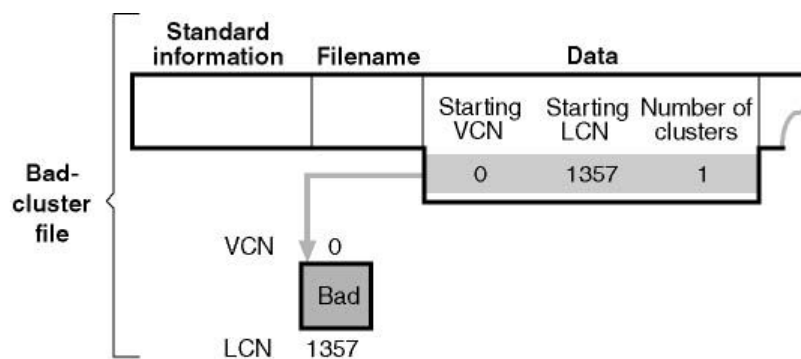 Standard information
Filename
Data
Starting VCN
Starting LCN
Number of clusters
0 1357 1
Bad-cluster file
VCN 0
Bad
LCN 1357